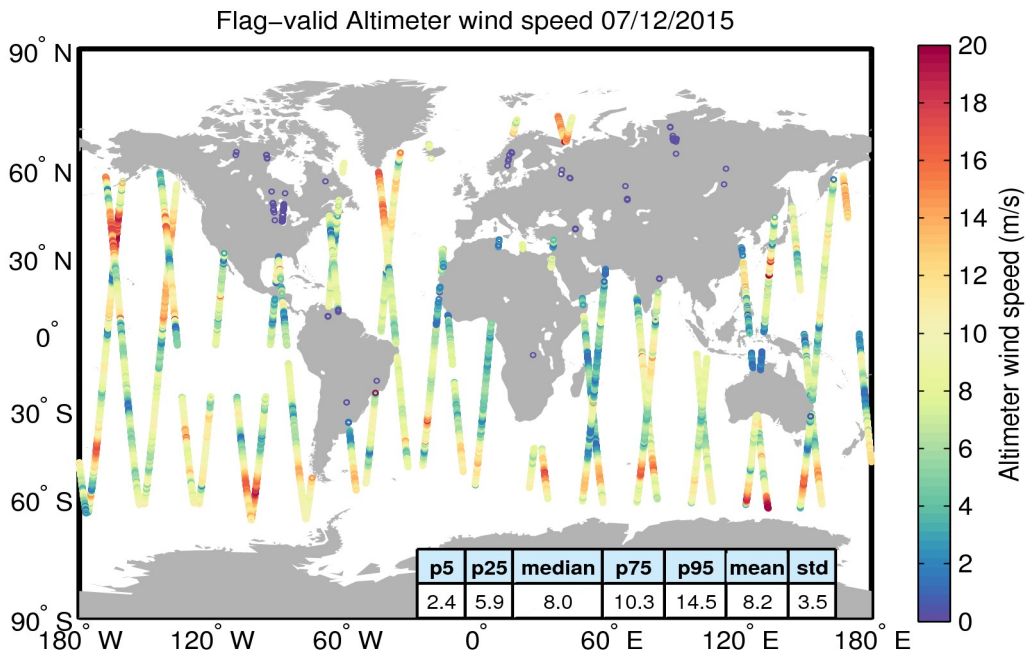 Flag−valid Altimeter wind speed 07/12/2015
90° N
60° N
30° N
0°
30° S
60° S
90° S
180° W
120° W
60° W
0°
60° E
120° E
180° E
p5 p25 median p75 p95 mean std
2.4 5.9 8.0 10.3 14.5 8.2 3.5
20
18
16
14
12
10
8
6
4
2
0
Altimeter wind speed (m/s)